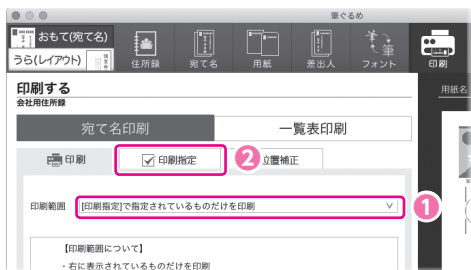 筆ぐるめ
おもて(宛て名)
うら(レイアウト)
住所録
宛て名
用紙
差出人
フォント
印刷
印刷する
会社用住所録
用紙名
宛て名印刷
一覧表印刷
印刷
印刷指定
2
位置補正
印刷範囲
[印刷指定]で指定されているものだけを印刷
1
【印刷範囲について】
・右に表示されているものだけを印刷